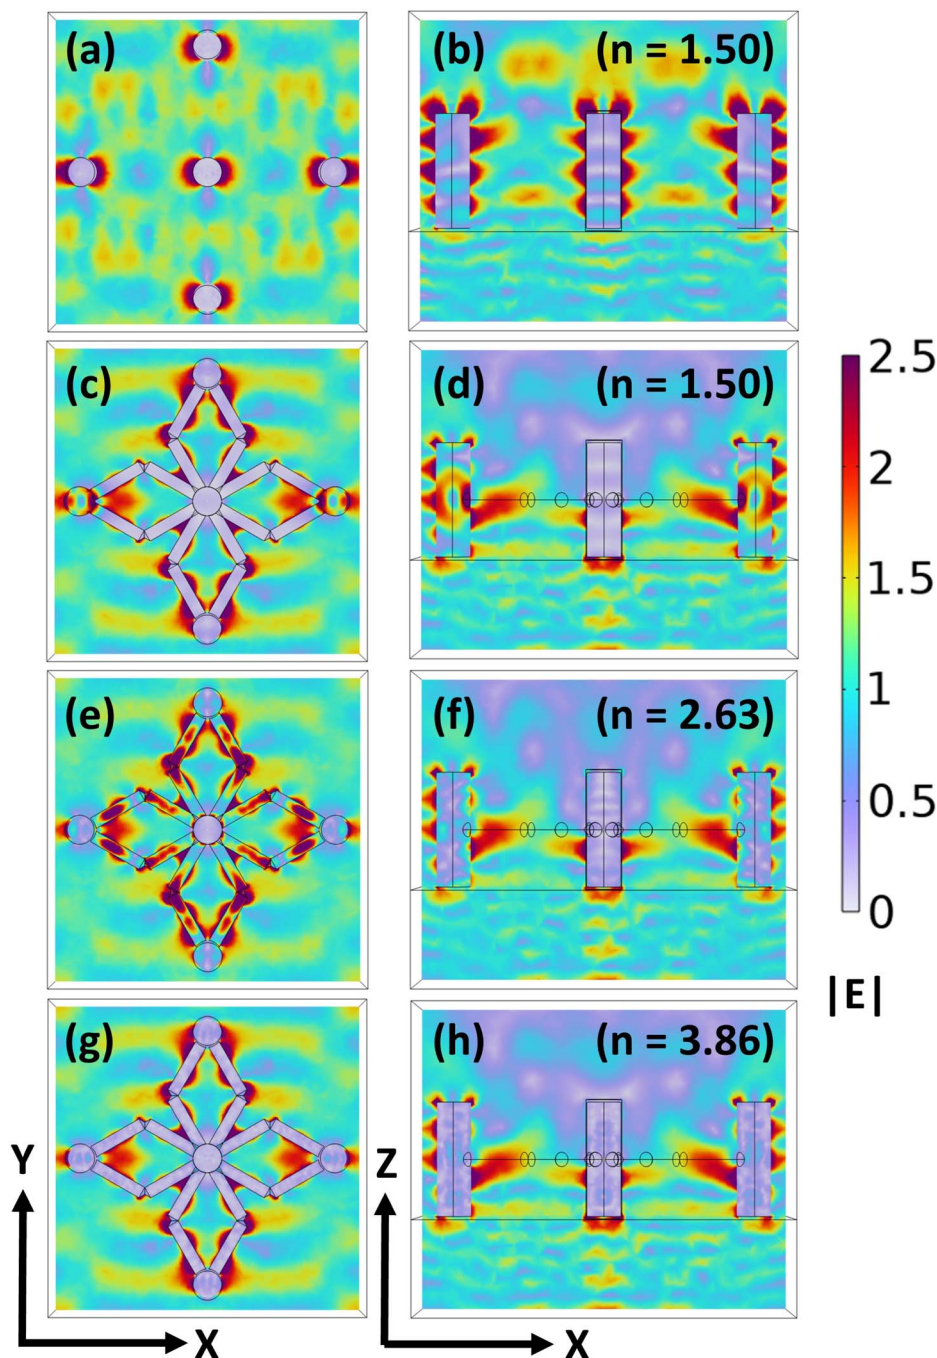 (a)
(b) (n = 1.50)
(c)
(d) (n = 1.50)
2.5
2
1.5
1
0.5
0
|E|
(e)
(f) (n = 2.63)
(g)
(h) (n = 3.86)
Y
X
Z
X